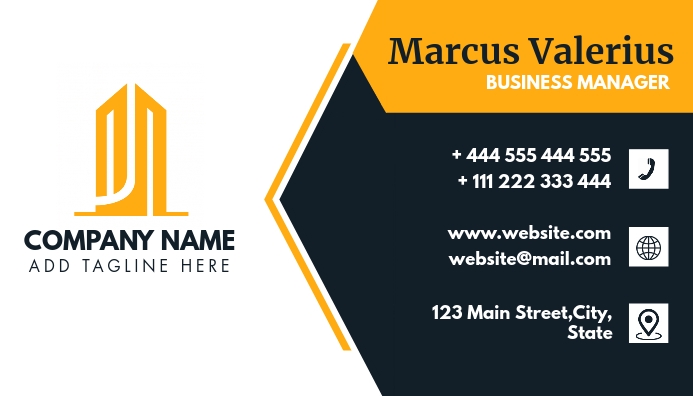 Marcus Valerius
BUSINESS MANAGER
+ 444 555 444 555
+ 111 222 333 444
www.website.com
website@mail.com
123 Main Street,City,
State
COMPANY NAME
ADD TAGLINE HERE